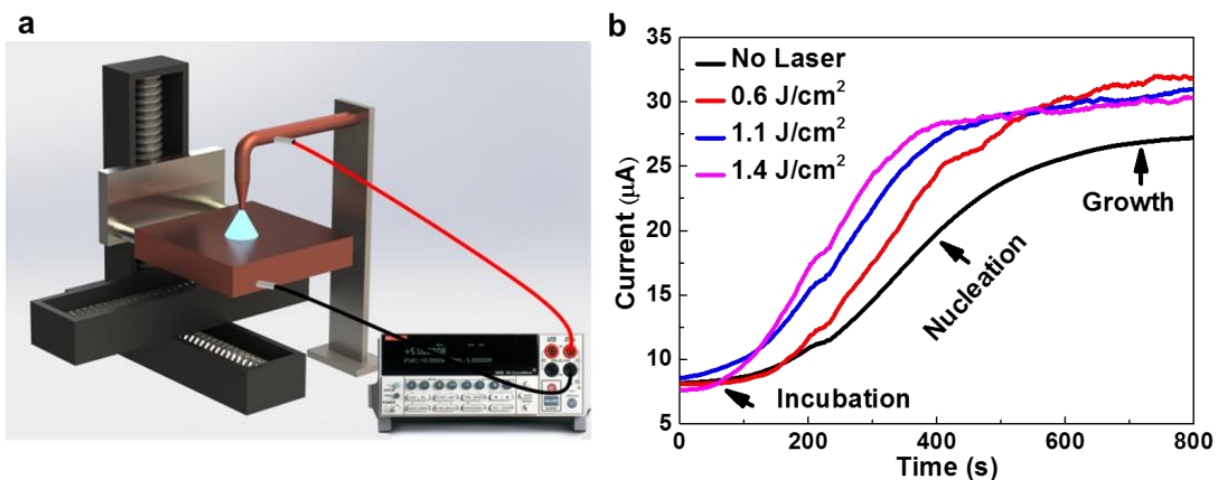 a
b
35
30
25
20
15
10
5
Current (μA)
No Laser
0.6 J/cm²
1.1 J/cm²
1.4 J/cm²
Growth
Nucleation
Incubation
0
200
400
600
800
Time (s)